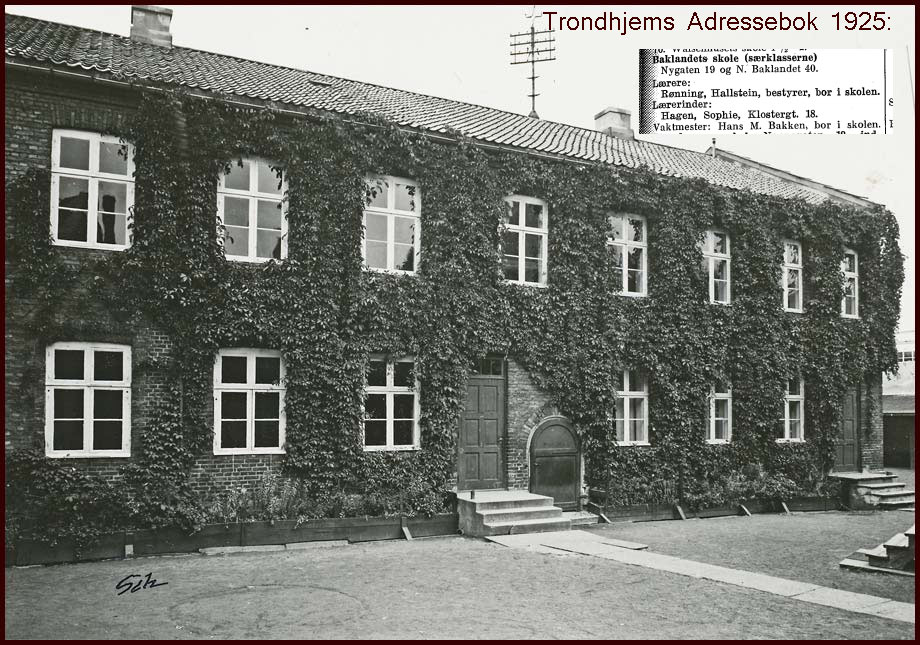 Trondhjems Adressebok 1925:
Baklandets skole (særklasserne)
Nygaten 19 og N. Baklandet 40.
Lærere:
Rønning, Hallstein, bestyrer, bor i skolen.
Lærerinder:
Hagen, Sophie, Klostergt. 18.
Vaktmester: Hans M. Bakken, bor i skolen.